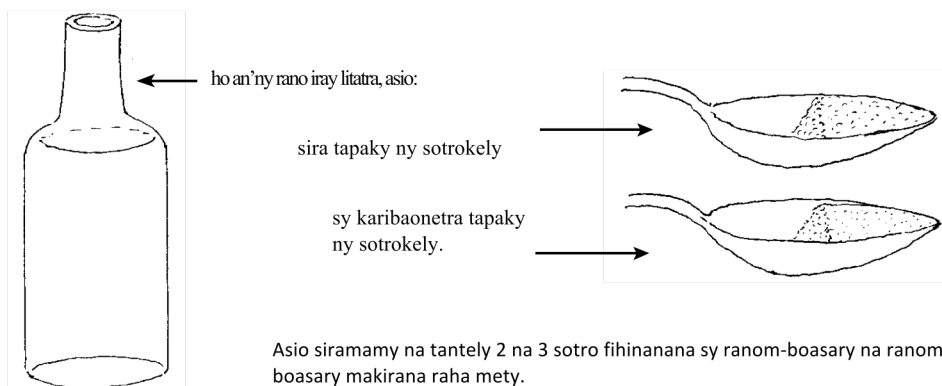 ho an'ny rano iray litatra, asio:
sira tapaky ny sotrokely
sy karibaonetra tapaky
ny sotrokely.
Asio siramamy na tantely 2 na 3 sotro fihinanana sy ranom-boasary na ranom
boasary makirana raha mety.